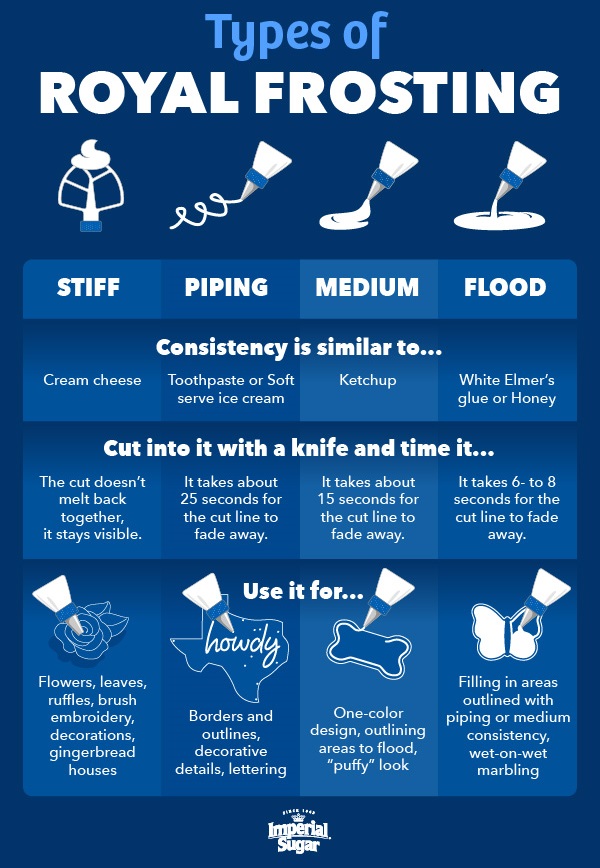 Types of
ROYAL FROSTING
STIFF
PIPING
MEDIUM
FLOOD
Consistency is similar to...
Cream cheese
Toothpaste or Soft
serve ice cream
Ketchup
White Elmer's
glue or Honey
Cut into it with a knife and time it...
The cut doesn't
melt back
together,
it stays visible.
It takes about
25 seconds for
the cut line to
fade away.
It takes about
15 seconds for
the cut line to
fade away.
It takes 6- to 8
seconds for the
cut line to fade
away.
Use it for...
howdy
Flowers, leaves,
ruffles, brush
embroidery,
decorations,
gingerbread
houses
Borders and
outlines,
decorative
details, lettering
One-color
design, outlining
areas to flood,
"puffy" look
Filling in areas
outlined with
piping or medium
consistency,
wet-on-wet
marbling
Imperial
Sugar